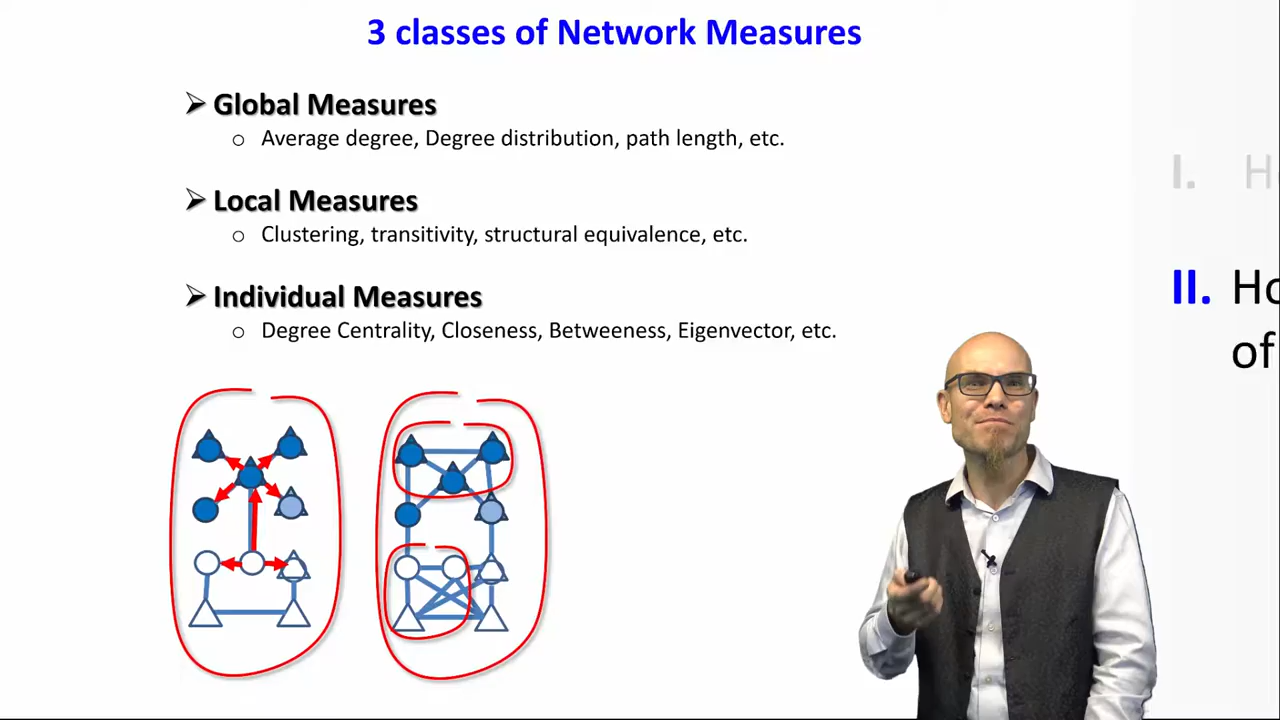 3 classes of Network Measures
➢ Global Measures
o Average degree, Degree distribution, path length, etc.
➢ Local Measures
o Clustering, transitivity, structural equivalence, etc.
➢ Individual Measures
o Degree Centrality, Closeness, Betweeness, Eigenvector, etc.
I.
II.
of